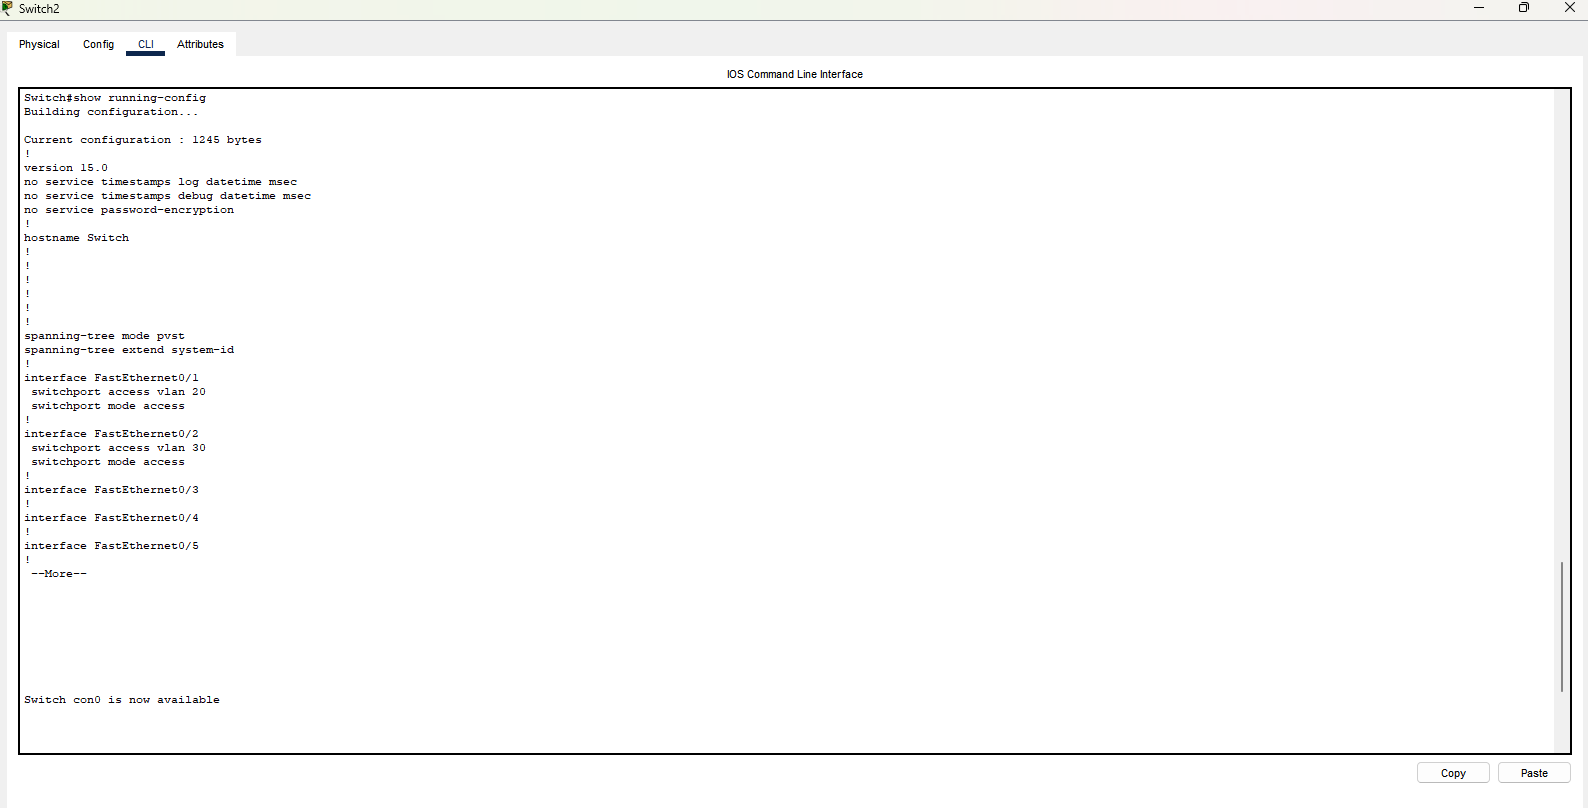 Switch2
Physical Config CLI Attributes
IOS Command Line Interface
Switch#show running-config
Building configuration...
Current configuration : 1245 bytes
!
version 15.0
no service timestamps log datetime msec
no service timestamps debug datetime msec
no service password-encryption
!
hostname Switch
!
!
!
!
!
!
spanning-tree mode pvst
spanning-tree extend system-id
!
interface FastEthernet0/1
 switchport access vlan 20
 switchport mode access
!
interface FastEthernet0/2
 switchport access vlan 30
 switchport mode access
!
interface FastEthernet0/3
!
interface FastEthernet0/4
!
interface FastEthernet0/5
!
 --More--
Switch con0 is now available
Copy Paste